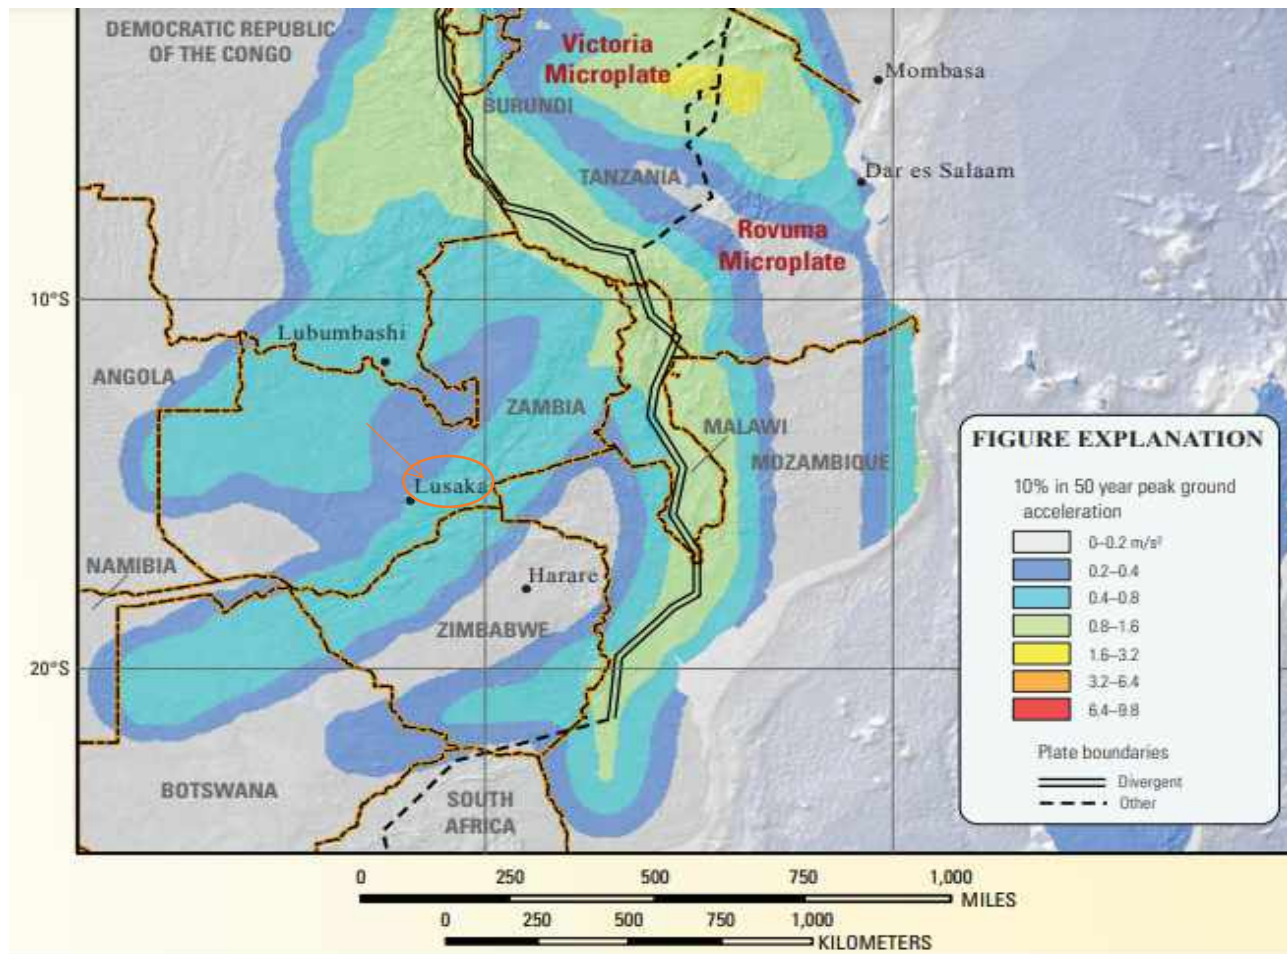 DEMOCRATIC REPUBLIC
OF THE CONGO
Victoria
Microplate
Mombasa
BURUNDI
TANZANIA
Dar es Salaam
Rovuma
Microplate
10°S
Lubumbashi
ANGOLA
ZAMBIA
MALAWI
MOZAMBIQUE
Lusaka
NAMIBIA
Harare
ZIMBABWE
20°S
BOTSWANA
SOUTH
AFRICA
FIGURE EXPLANATION
10% in 50 year peak ground
acceleration
0–0.2 m/s²
0.2–0.4
0.4–0.8
0.8–1.6
1.6–3.2
3.2–6.4
6.4–9.8
Plate boundaries
Divergent
Other
0 250 500 750 1,000
MILES
0 250 500 750 1,000
KILOMETERS